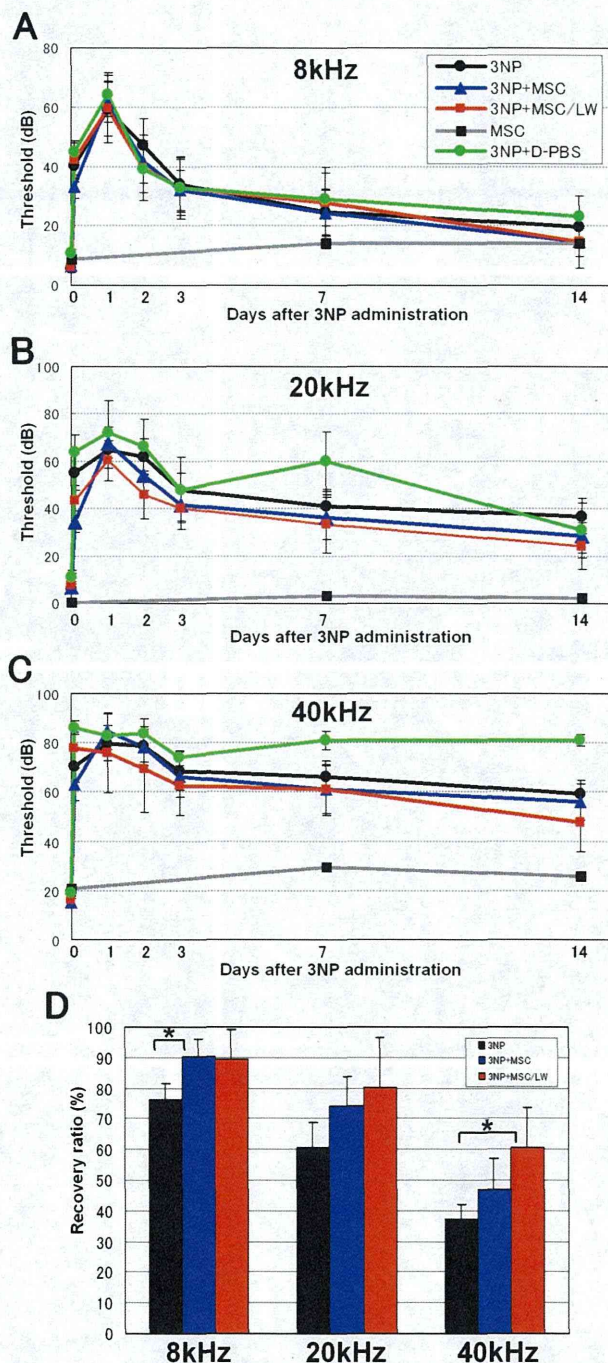 A
8kHz
80
60
40
20
0
Threshold (dB)
3NP
3NP+MSC
3NP+MSC/LW
MSC
3NP+D-PBS
0 1 2 3 7 14
Days after 3NP administration
B
20kHz
100
80
60
40
20
0
Threshold (dB)
0 1 2 3 7 14
Days after 3NP administration
C
40kHz
100
80
60
40
20
0
Threshold (dB)
0 1 2 3 7 14
Days after 3NP administration
D
100
90
80
70
60
50
40
30
20
10
0
Recovery ratio (%)
*
*
3NP
3NP+MSC
3NP+MSC/LW
8kHz 20kHz 40kHz